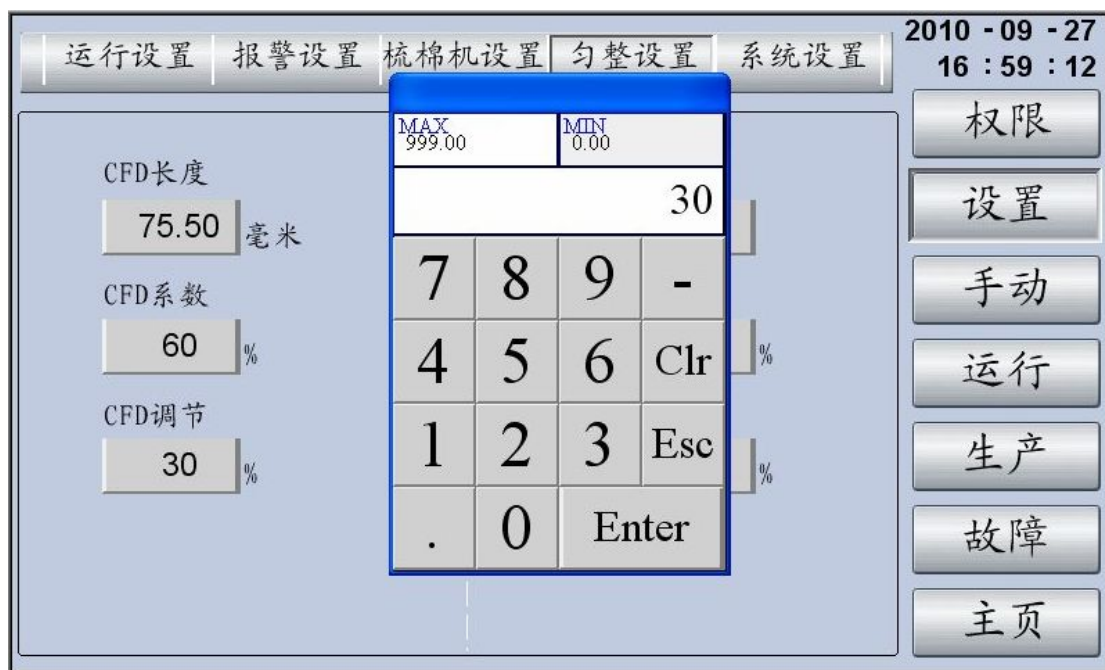 运行设置 报警设置 梳棉机设置 匀整设置 系统设置
2010 - 09 - 27
16 : 59 : 12
CFD长度
75.50 毫米
CFD系数
60 %
CFD调节
30 %
MAX
999.00
MIN
0.00
30
7 8 9 -
4 5 6 Clr
1 2 3 Esc
. 0 Enter
%
%
权限
设置
手动
运行
生产
故障
主页